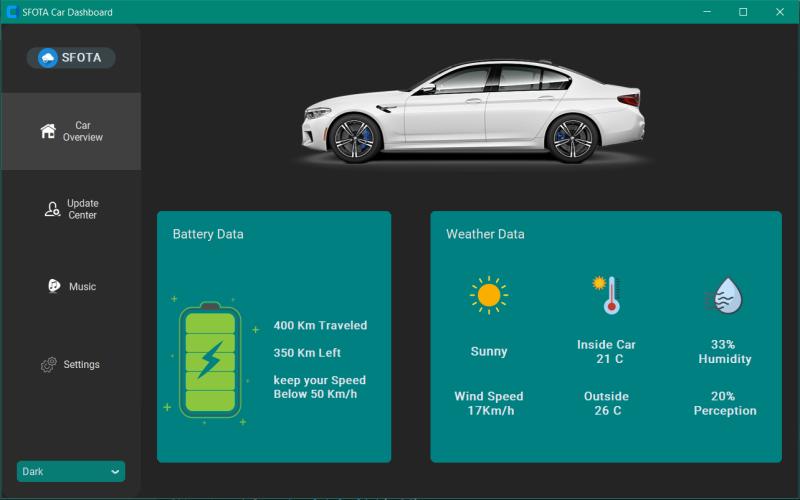 SFOTA Car Dashboard
SFOTA
Car
Overview
Update
Center
Music
Settings
Dark
Battery Data
400 Km Traveled
350 Km Left
keep your Speed
Below 50 Km/h
Weather Data
Sunny
Inside Car
21 C
33%
Humidity
Wind Speed
17Km/h
Outside
26 C
20%
Perception